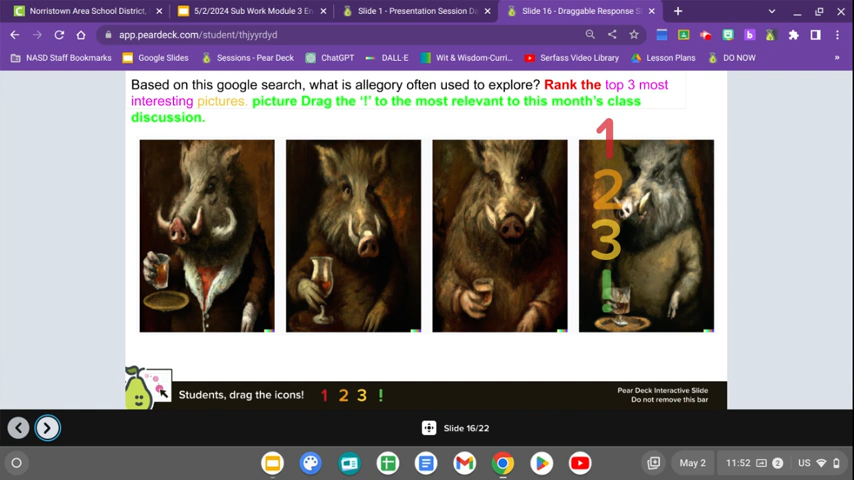 Norristown Area School District,
5/2/2024 Sub Work Module 3 En
Slide 1 - Presentation Session Da
Slide 16 - Draggable Response S
app.peardeck.com/student/thjyyrdyd
NASD Staff Bookmarks
Google Slides
Sessions - Pear Deck
ChatGPT
DALL-E
Wit & Wisdom-Curri...
Serfass Video Library
Lesson Plans
DO NOW
»
Based on this google search, what is allegory often used to explore? Rank the top 3 most
interesting pictures. picture Drag the '!' to the most relevant to this month's class
discussion.
1
2
3
!
Students, drag the icons! 1 2 3 !
Pear Deck Interactive Slide
Do not remove this bar
Slide 16/22
May 2
11:52
2
US